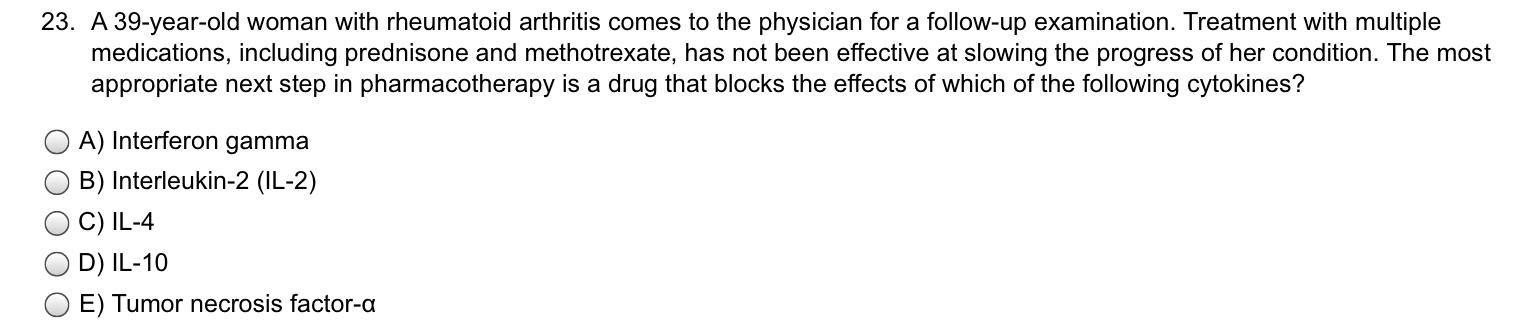 23. A 39-year-old woman with rheumatoid arthritis comes to the physician for a follow-up examination. Treatment with multiple
medications, including prednisone and methotrexate, has not been effective at slowing the progress of her condition. The most
appropriate next step in pharmacotherapy is a drug that blocks the effects of which of the following cytokines?
A) Interferon gamma
B) Interleukin-2 (IL-2)
C) IL-4
D) IL-10
E) Tumor necrosis factor-α